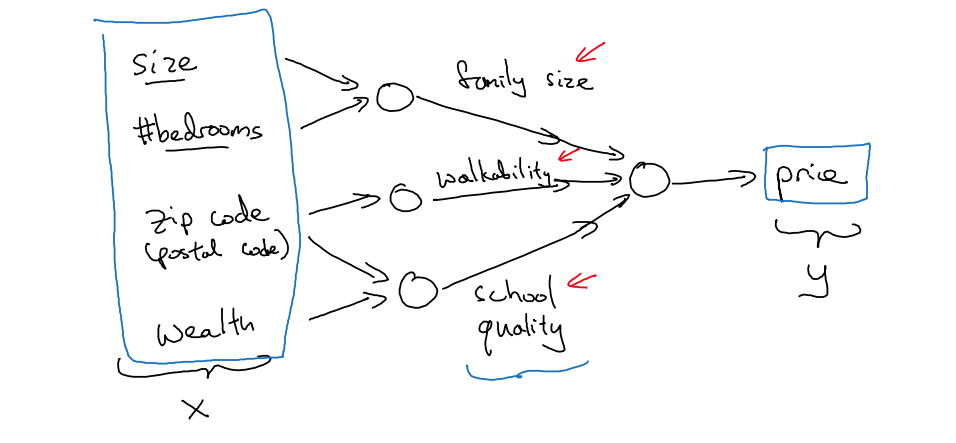 size
#bedrooms
zip code
(postal code)
wealth
x
family size
walkability
school
quality
price
y